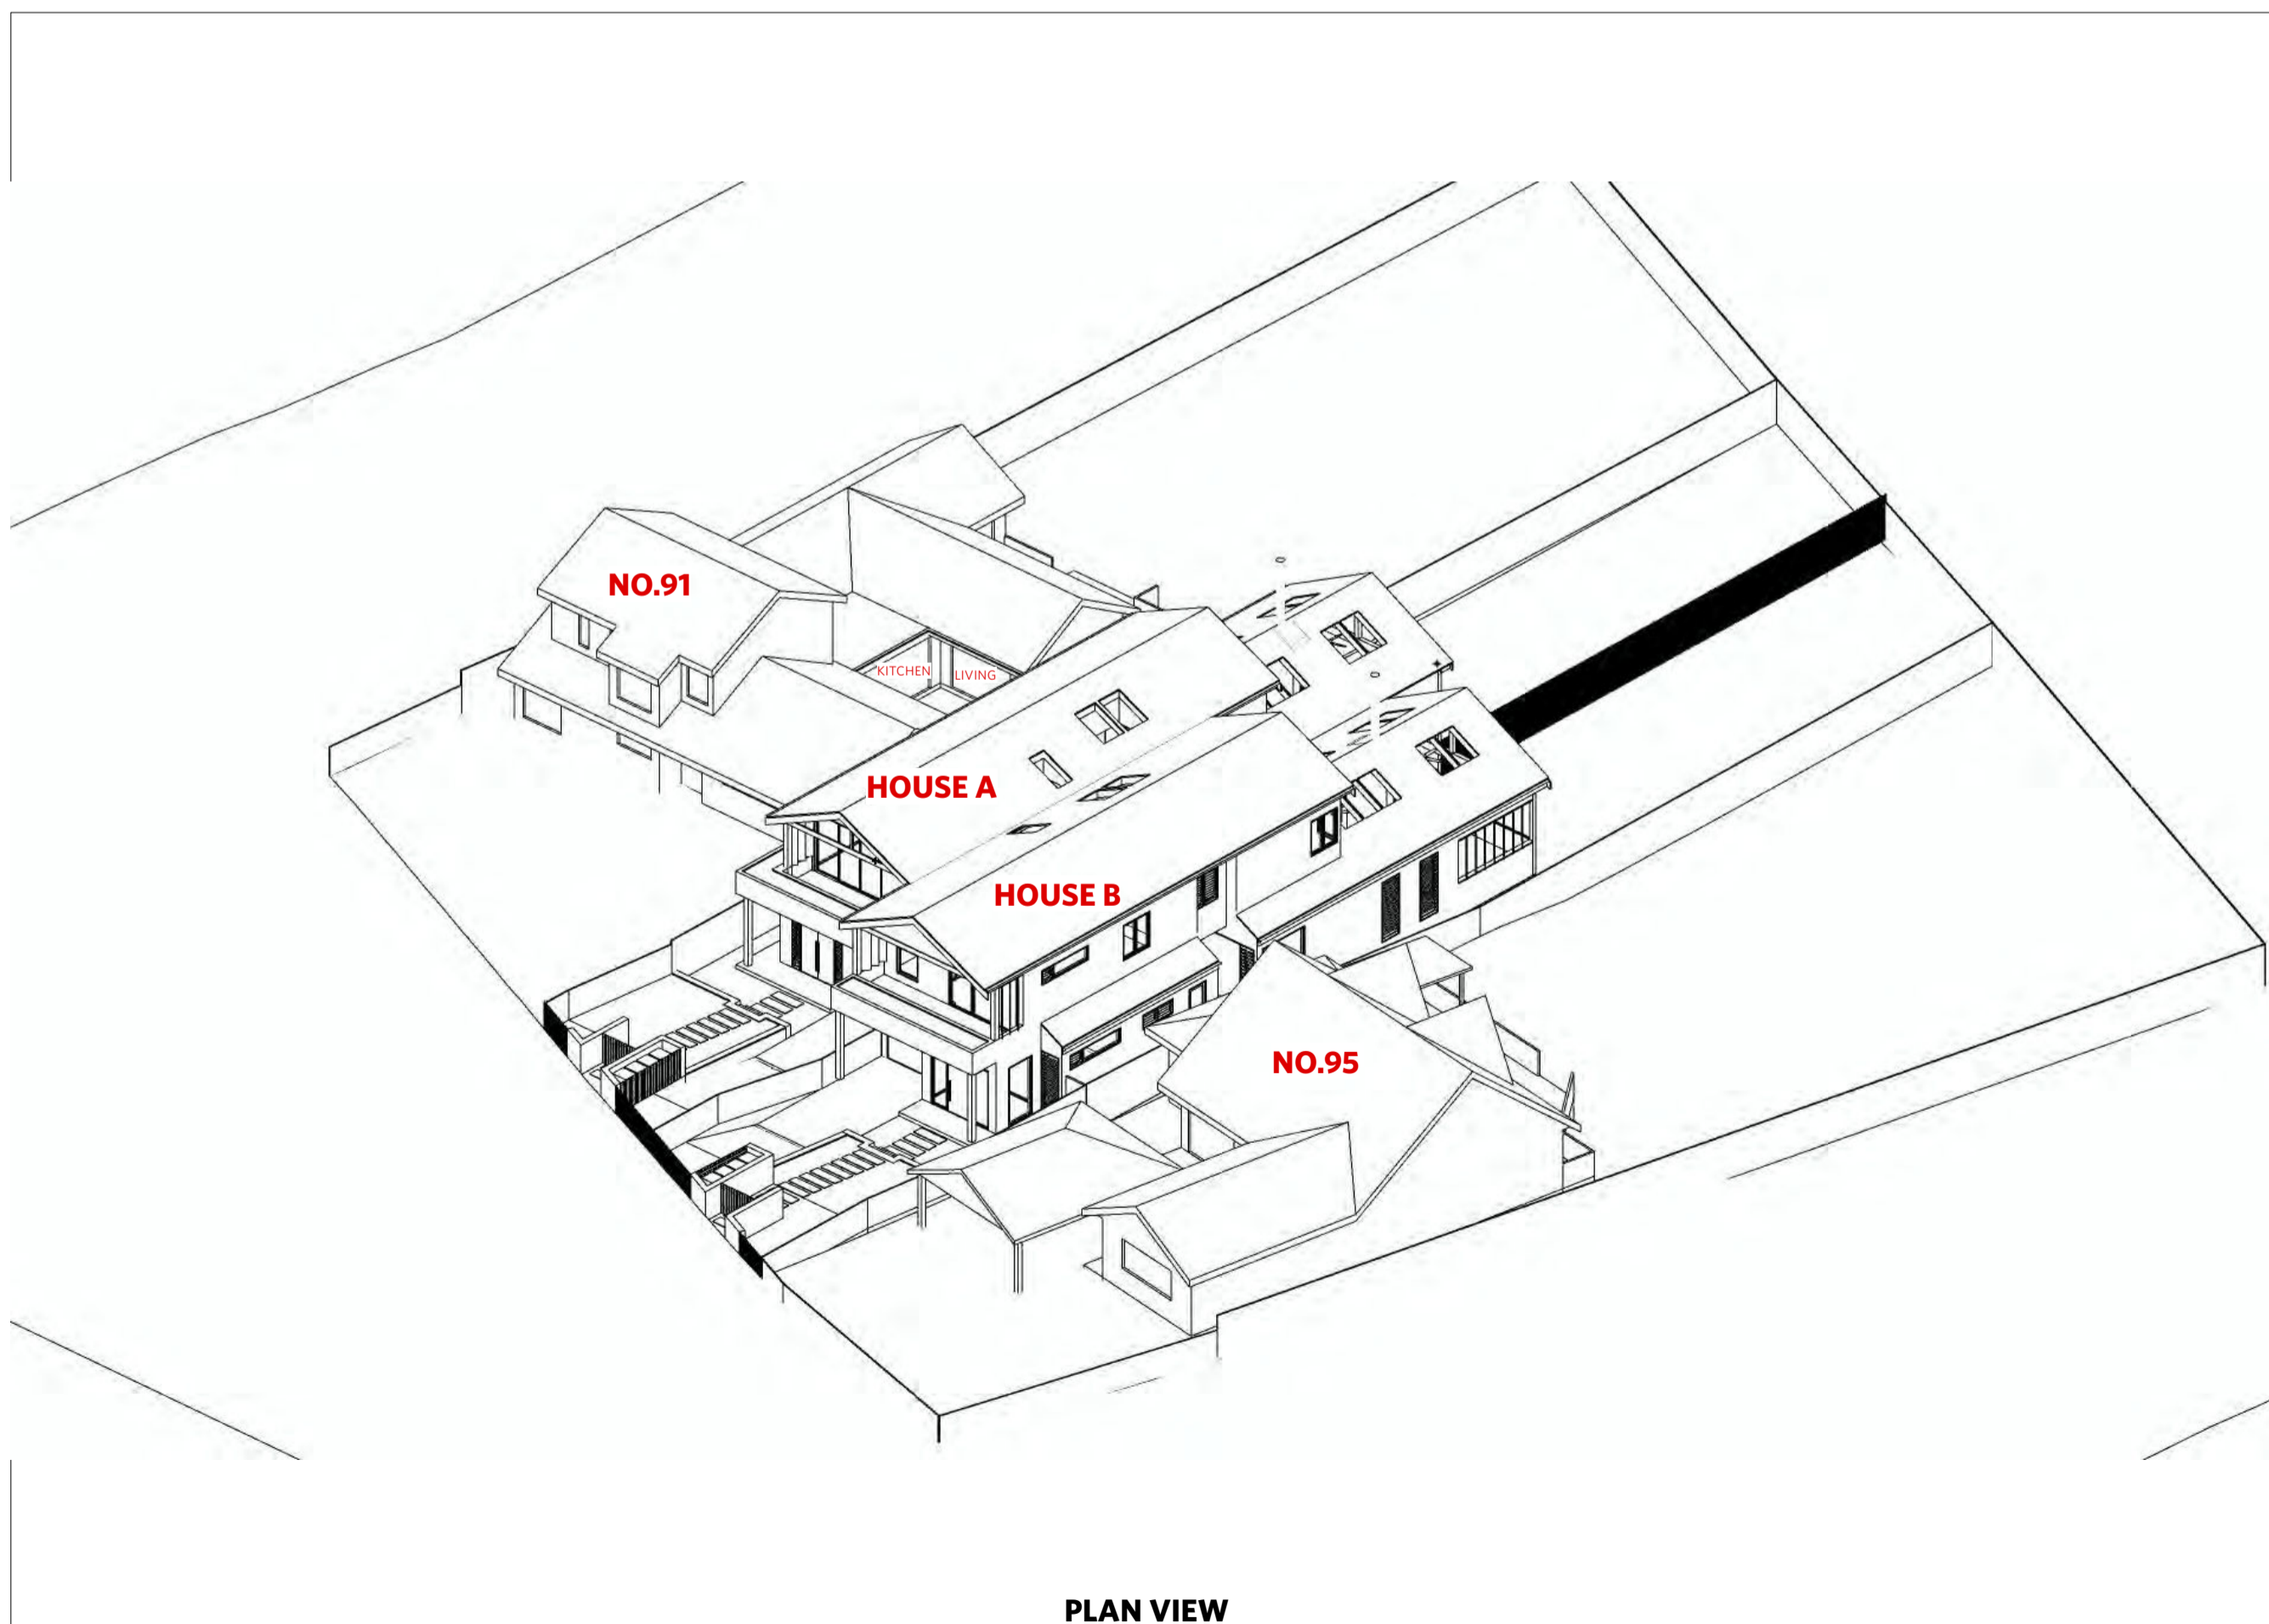 NO.91
KITCHEN
LIVING
HOUSE A
HOUSE B
NO.95
PLAN VIEW